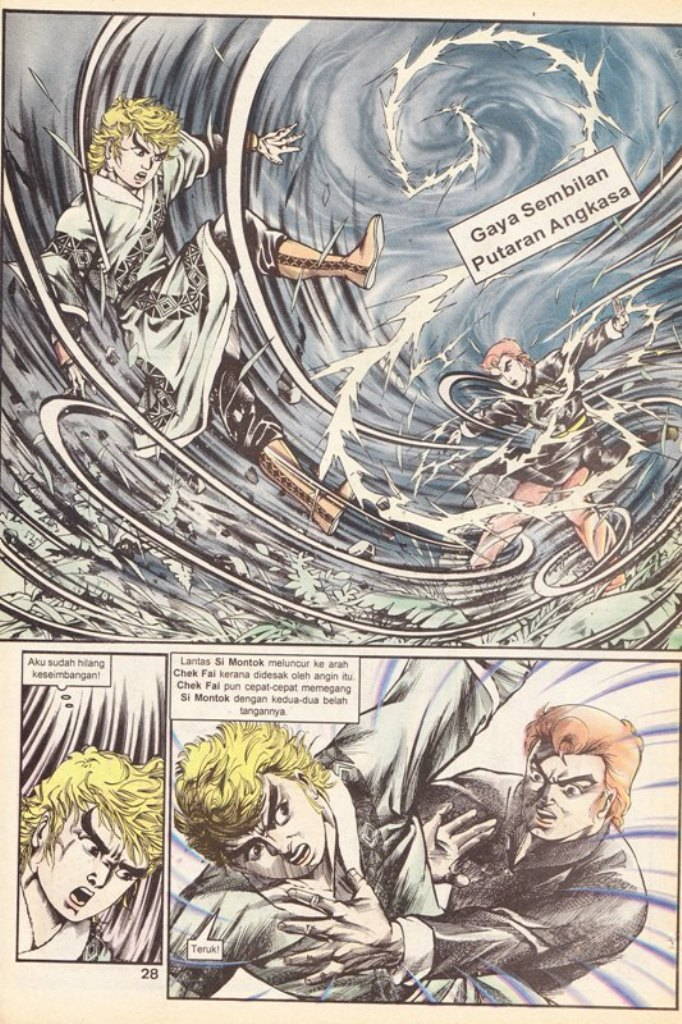 Gaya Sembilan
Putaran Angkasa
Aku sudah hilang
keseimbangan!
Lantas Si Montok meluncur ke arah
Chek Fai kerana didesak oleh angin itu.
Chek Fai pun cepat-cepat memegang
Si Montok dengan kedua-dua belah
tangannya.
Teruk!
28